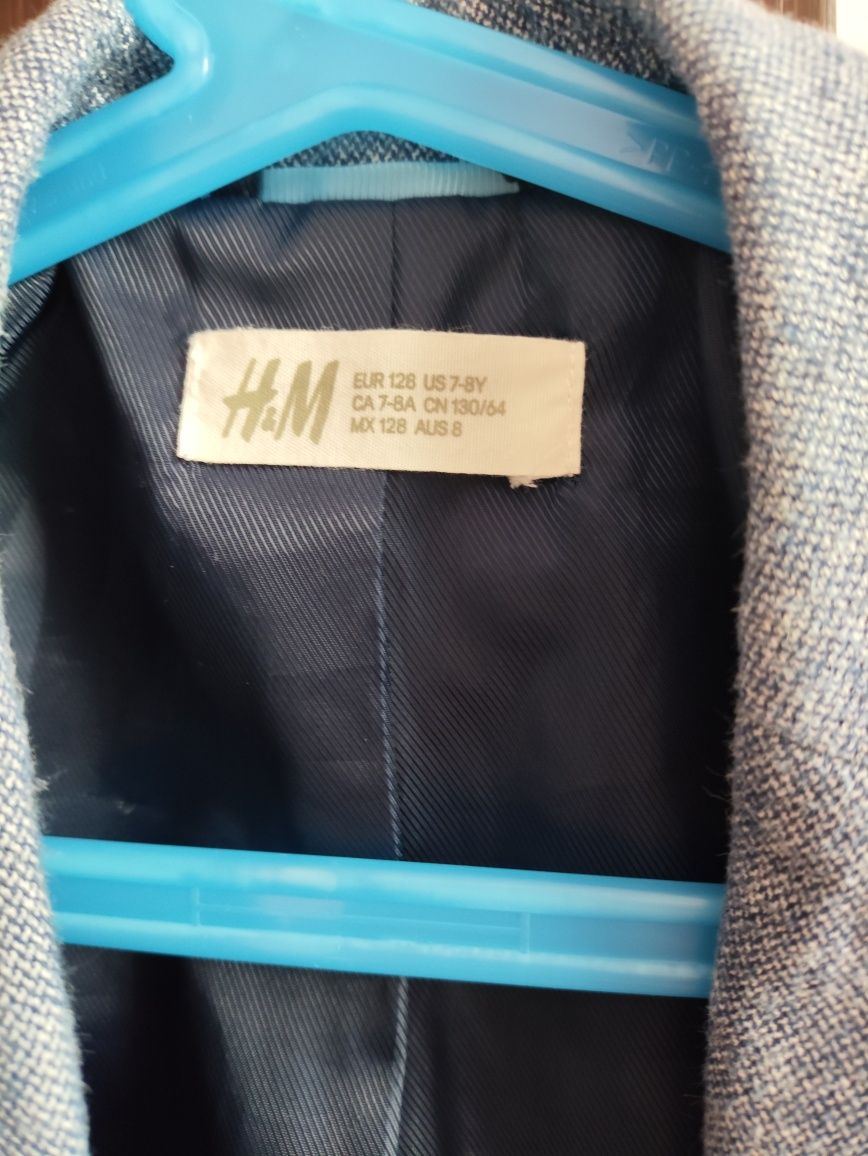 H&M
EUR 128 US 7-8Y
CA 7-8A CN 130/64
MX 128 AUS 8